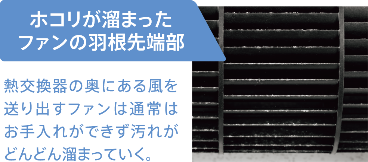 ホコリが溜まった
ファンの羽根先端部
熱交換器の奥にある風を
送り出すファンは通常は
お手入れができず汚れが
どんどん溜まっていく。